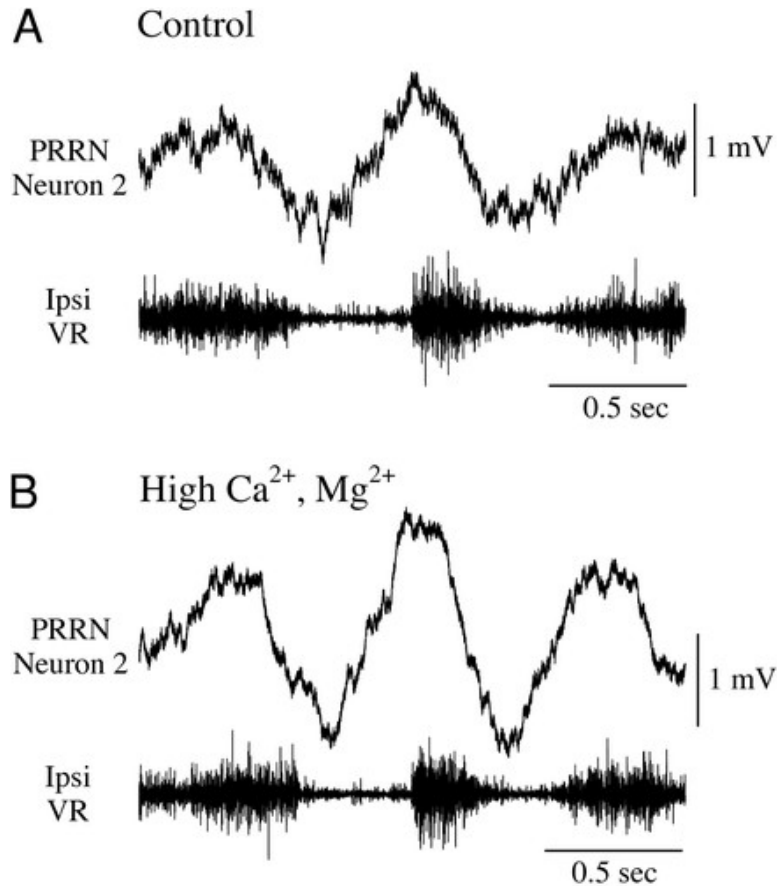 A Control
PRRN
Neuron 2
1 mV
Ipsi
VR
0.5 sec
B High Ca²⁺, Mg²⁺
PRRN
Neuron 2
1 mV
Ipsi
VR
0.5 sec